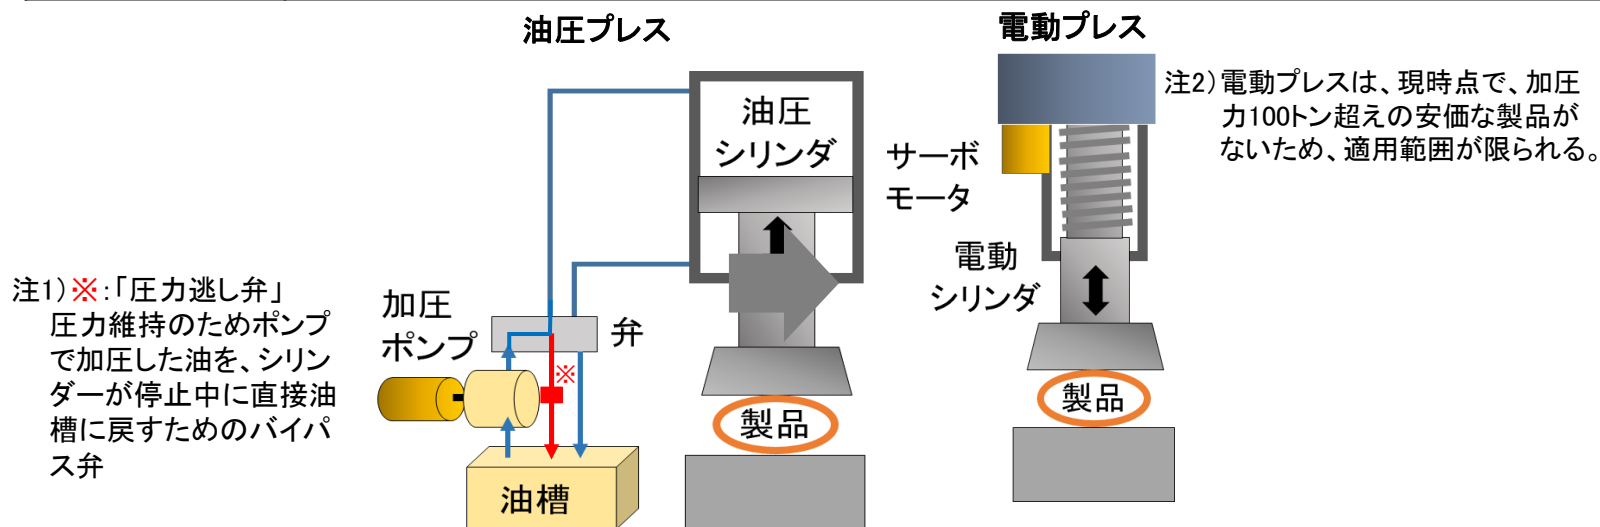 油圧プレス
電動プレス
油圧
シリンダ
サーボ
モータ
注2)電動プレスは、現時点で、加圧
力100トン超えの安価な製品が
ないため、適用範囲が限られる。
電動
シリンダ
注1)※:「圧力逃し弁」
圧力維持のためポンプ
で加圧した油を、シリン
ダーが停止中に直接油
槽に戻すためのバイパ
ス弁
加圧
ポンプ
弁
※
製品
製品
油槽